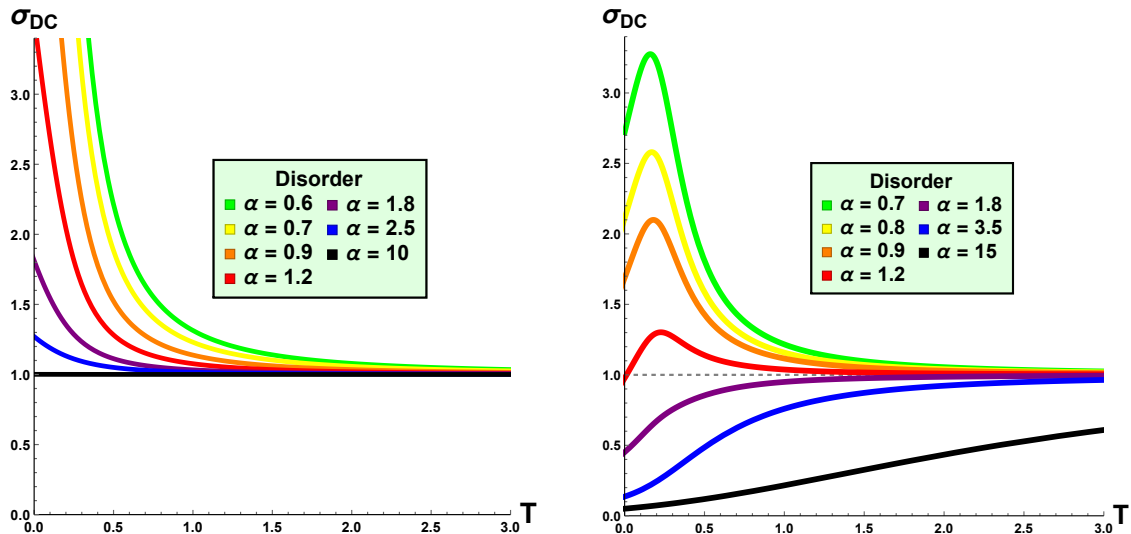 σDC
3.0
2.5
2.0
1.5
1.0
0.5
0.0
0.0 0.5 1.0 1.5 2.0 2.5 3.0
T
Disorder
α = 0.6 α = 1.8
α = 0.7 α = 2.5
α = 0.9 α = 10
α = 1.2
σDC
3.0
2.5
2.0
1.5
1.0
0.5
0.0
0.0 0.5 1.0 1.5 2.0 2.5 3.0
T
Disorder
α = 0.7 α = 1.8
α = 0.8 α = 3.5
α = 0.9 α = 15
α = 1.2